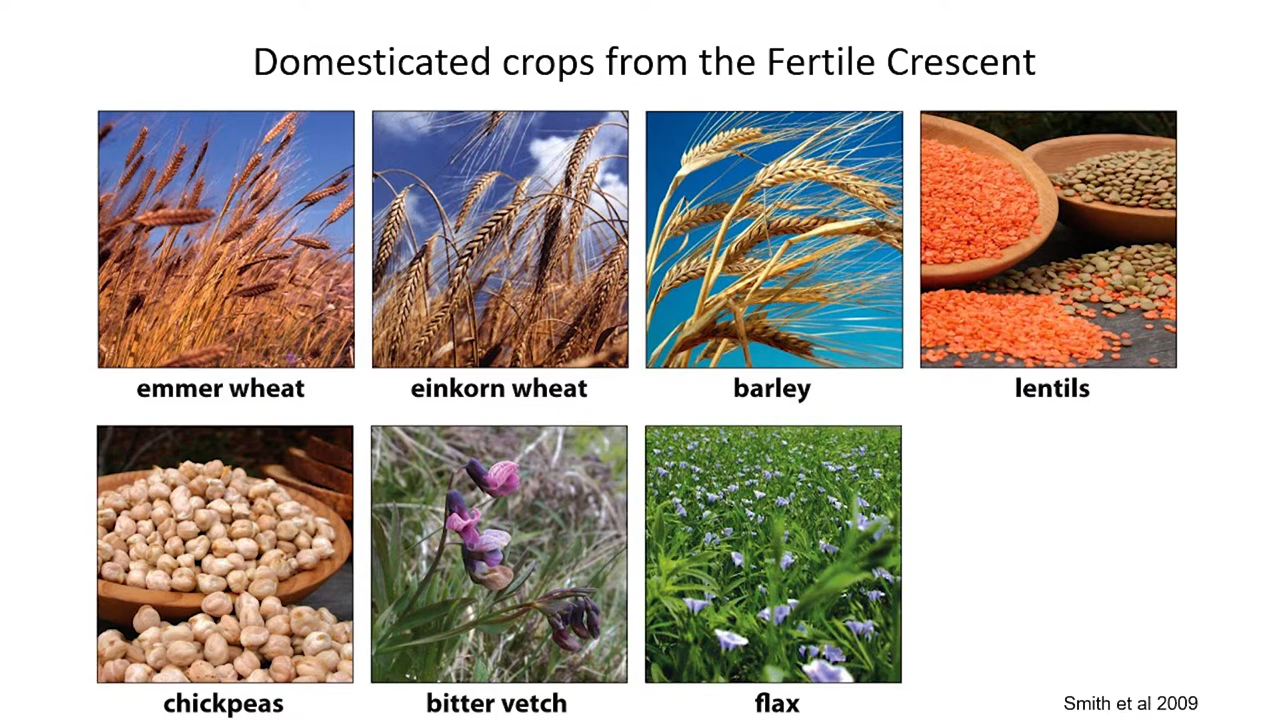 Domesticated crops from the Fertile Crescent
emmer wheat
einkorn wheat
barley
lentils
chickpeas
bitter vetch
flax
Smith et al 2009